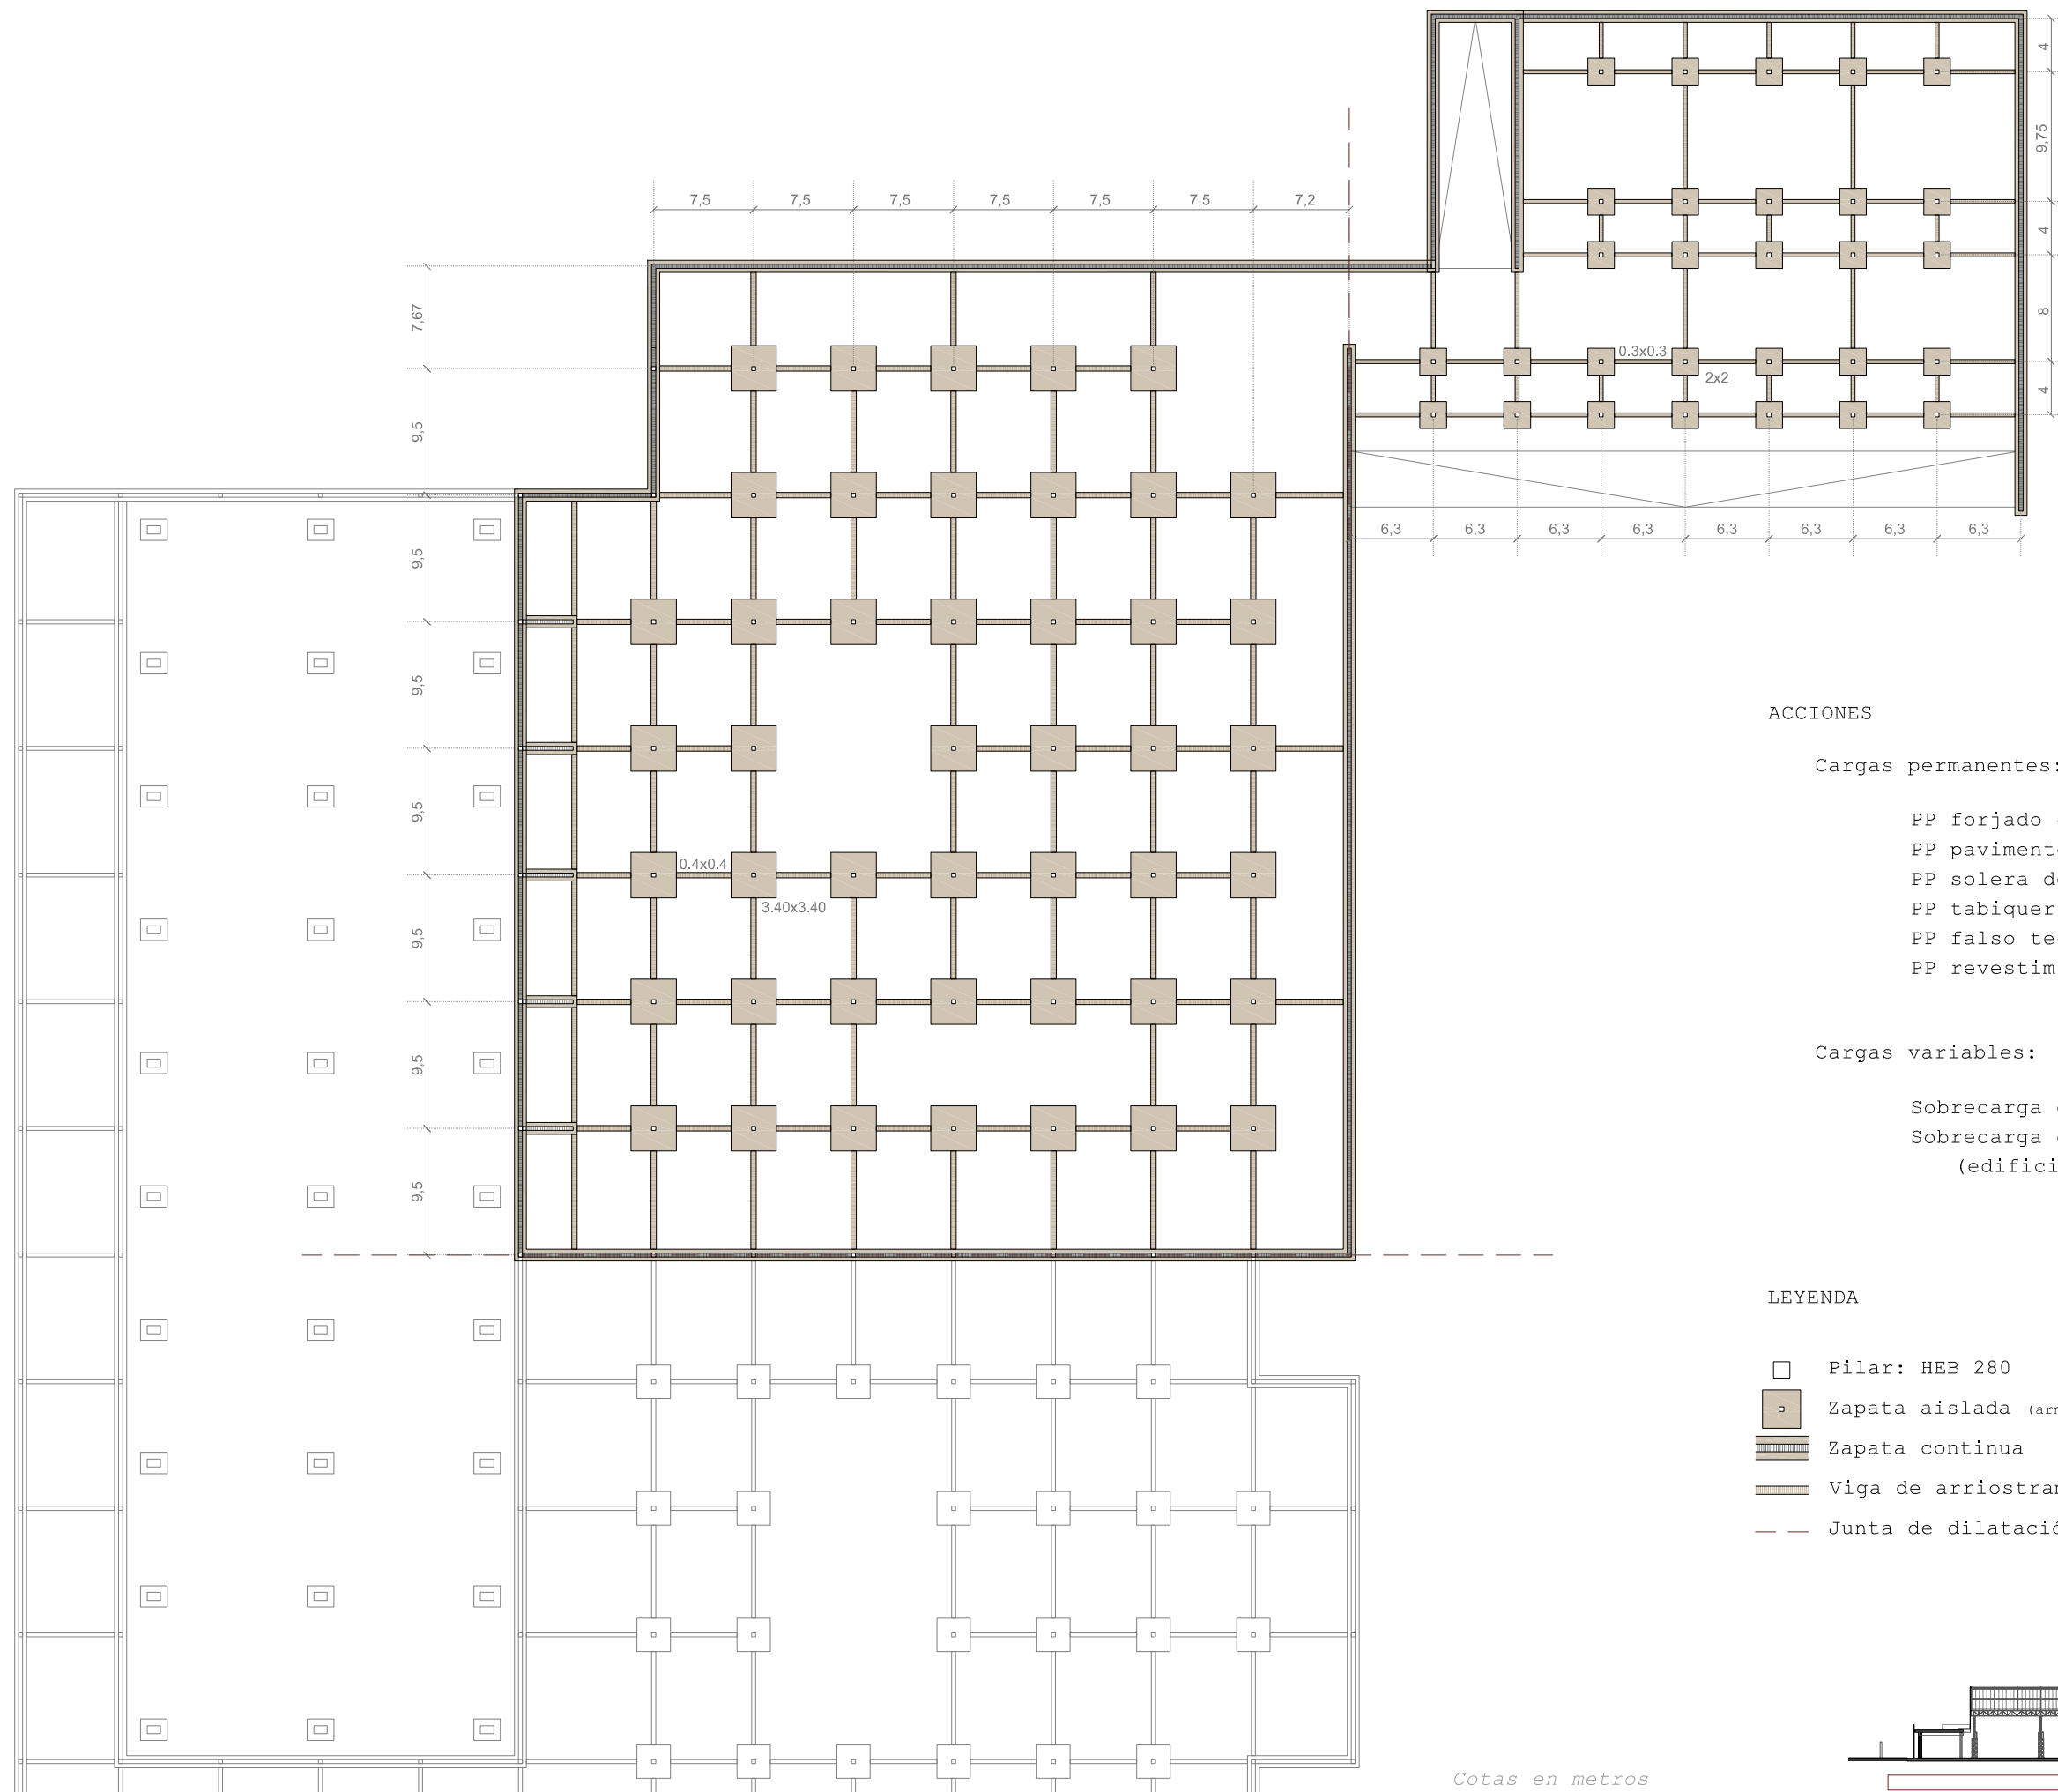 4
9,75
4
8
4
7,5
7,5
7,5
7,5
7,5
7,5
7,2
7,67
9,5
9,5
9,5
9,5
9,5
9,5
9,5
0.3x0.3
2x2
6,3
6,3
6,3
6,3
6,3
6,3
6,3
6,3
0.4x0.4
3.40x3.40
ACCIONES
Cargas permanentes:
PP forjado
PP paviment
PP solera d
PP tabiquer
PP falso te
PP revestim
Cargas variables:
Sobrecarga
Sobrecarga
(edifici
LEYENDA
Pilar: HEB 280
Zapata aislada (ar
Zapata continua
Viga de arriostra
Junta de dilataci
Cotas en metros